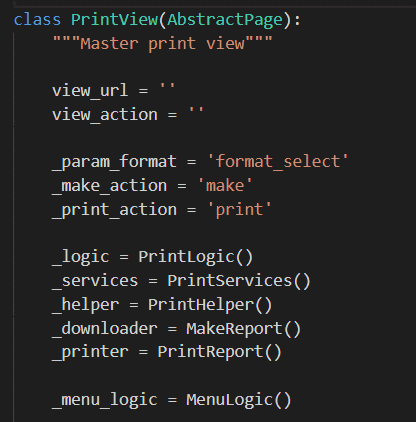 class PrintView(AbstractPage):
    """Master print view"""

    view_url = ''
    view_action = ''

    _param_format = 'format_select'
    _make_action = 'make'
    _print_action = 'print'

    _logic = PrintLogic()
    _services = PrintServices()
    _helper = PrintHelper()
    _downloader = MakeReport()
    _printer = PrintReport()

    _menu_logic = MenuLogic()